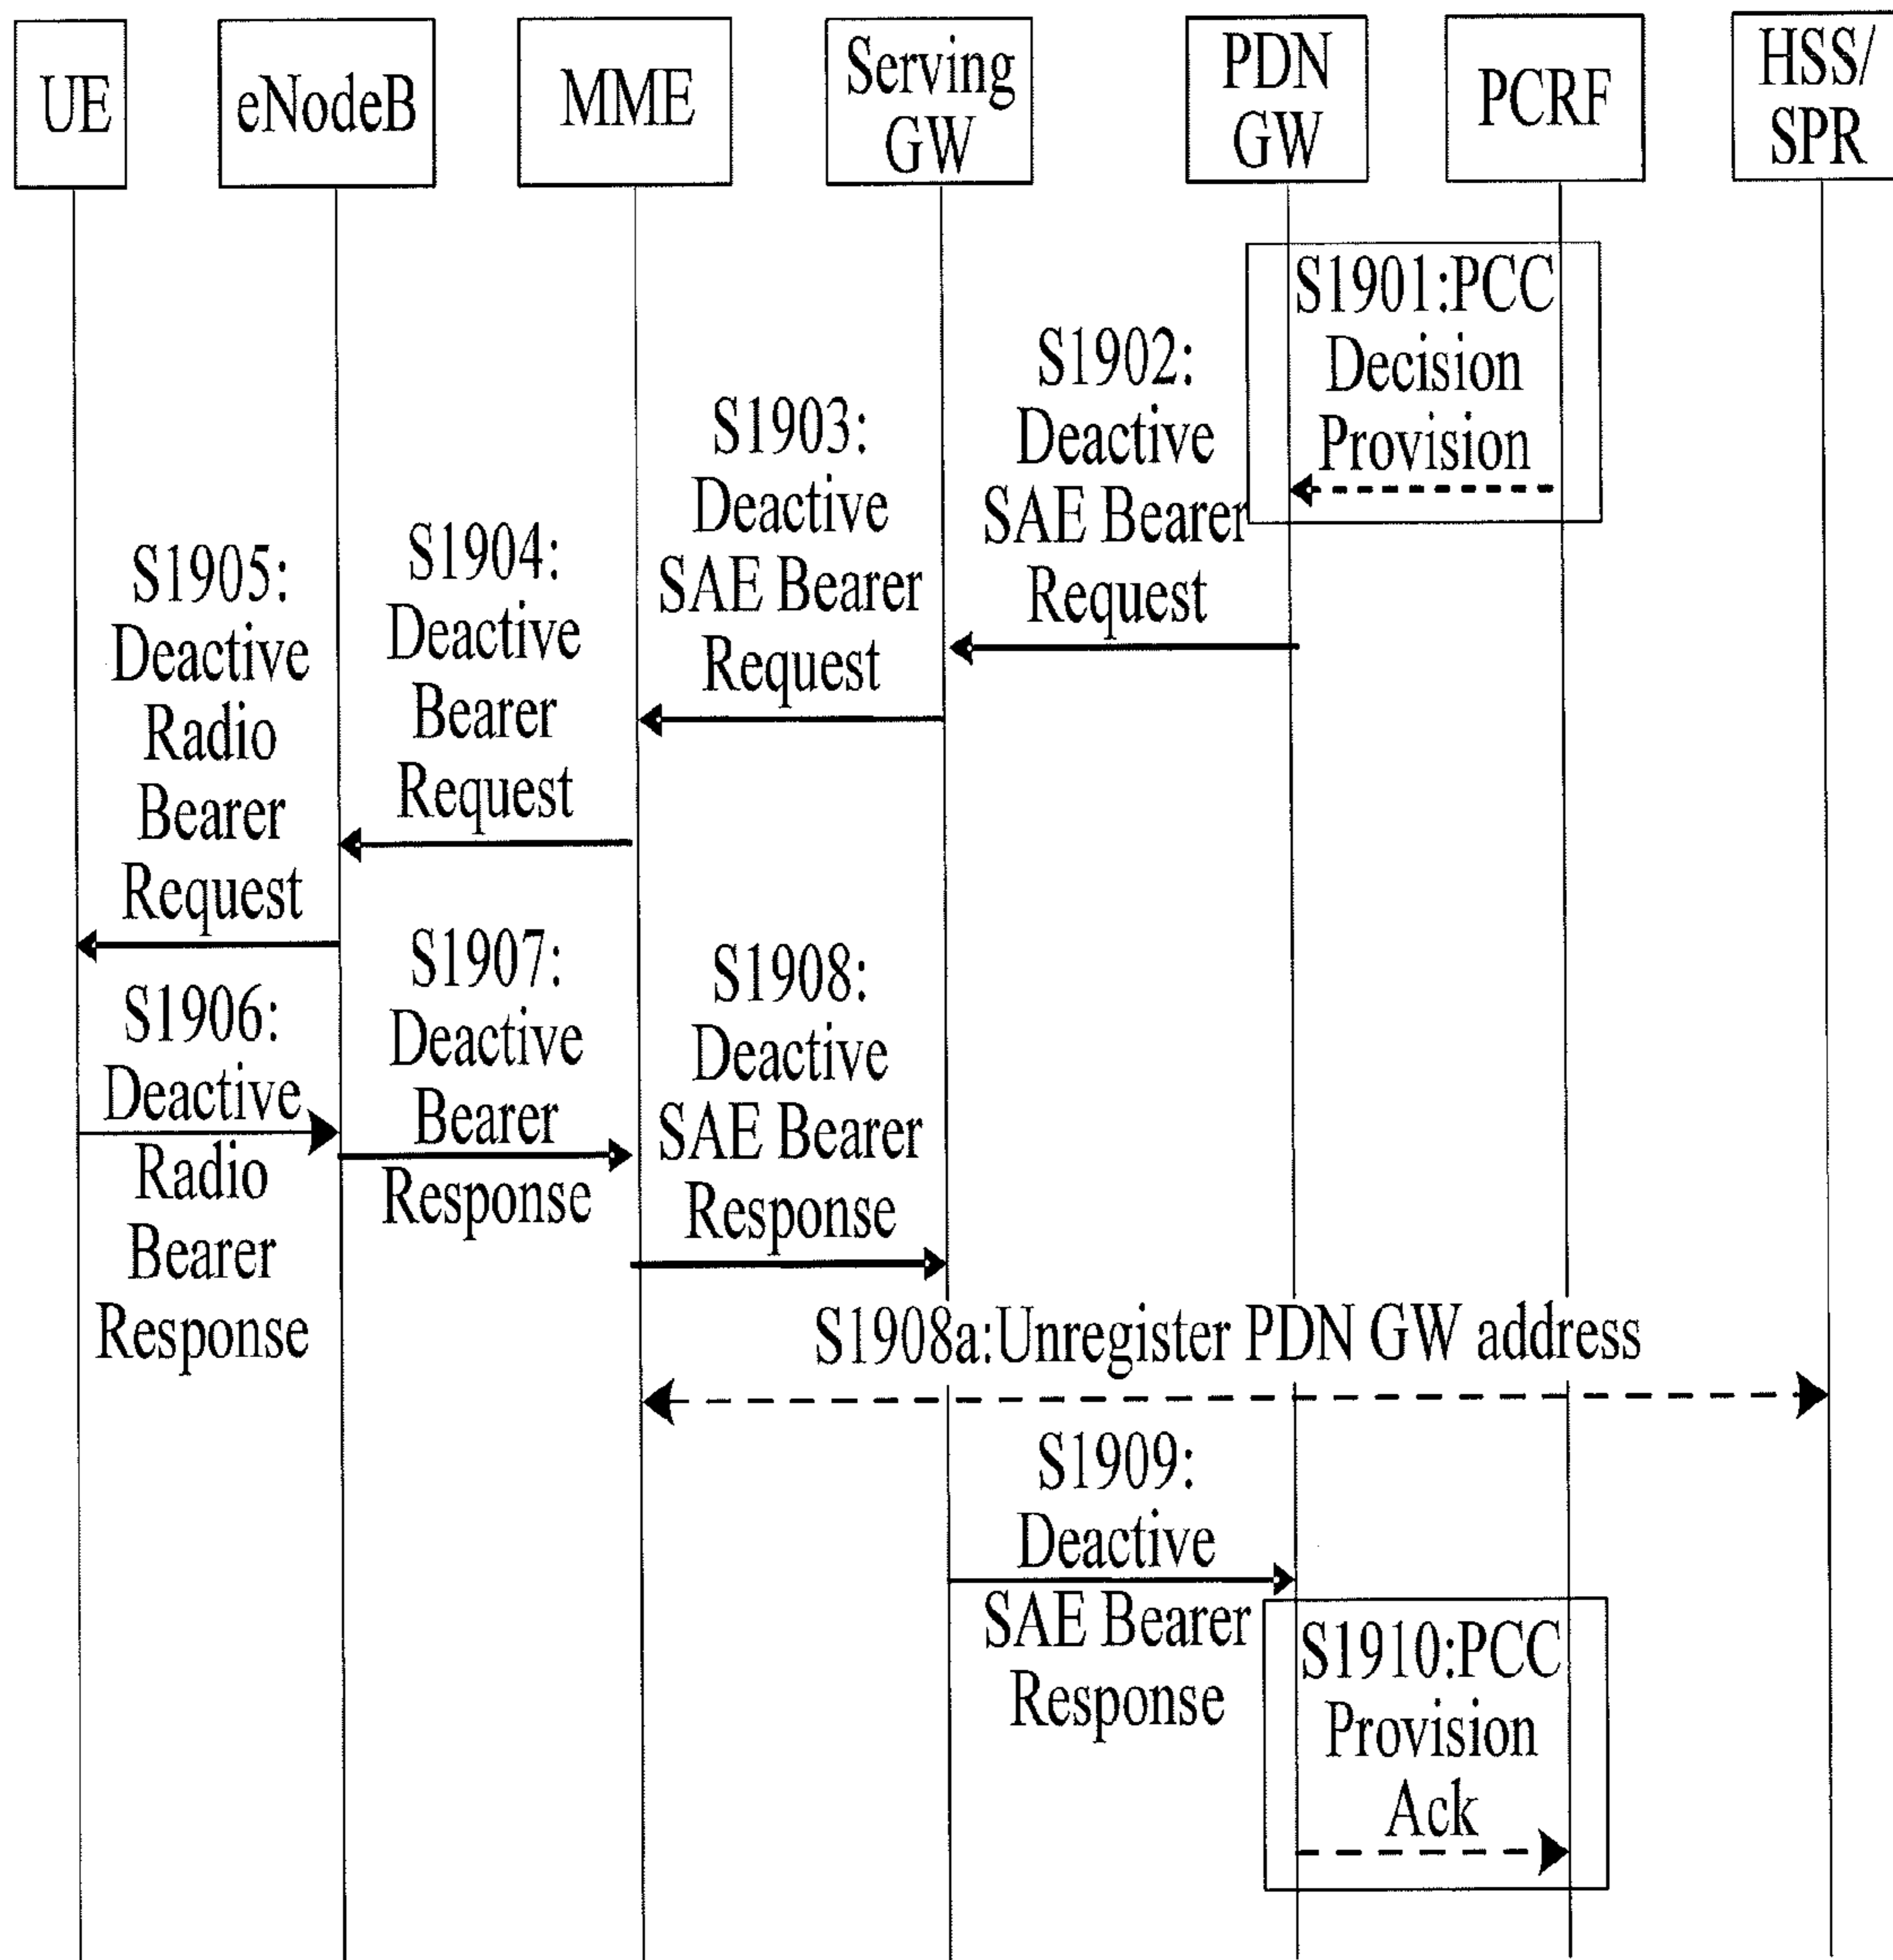 UE
eNodeB
MME
Serving
GW
PDN
GW
PCRF
HSS/
SPR
S1901:PCC
Decision
Provision
S1902:
Deactive
SAE Bearer
Request
S1903:
Deactive
SAE Bearer
Request
S1904:
Deactive
Bearer
Request
S1905:
Deactive
Radio
Bearer
Request
S1906:
Deactive
Radio
Bearer
Response
S1907:
Deactive
Bearer
Response
S1908:
Deactive
SAE Bearer
Response
S1908a:Unregister PDN GW address
S1909:
Deactive
SAE Bearer
Response
S1910:PCC
Provision
Ack